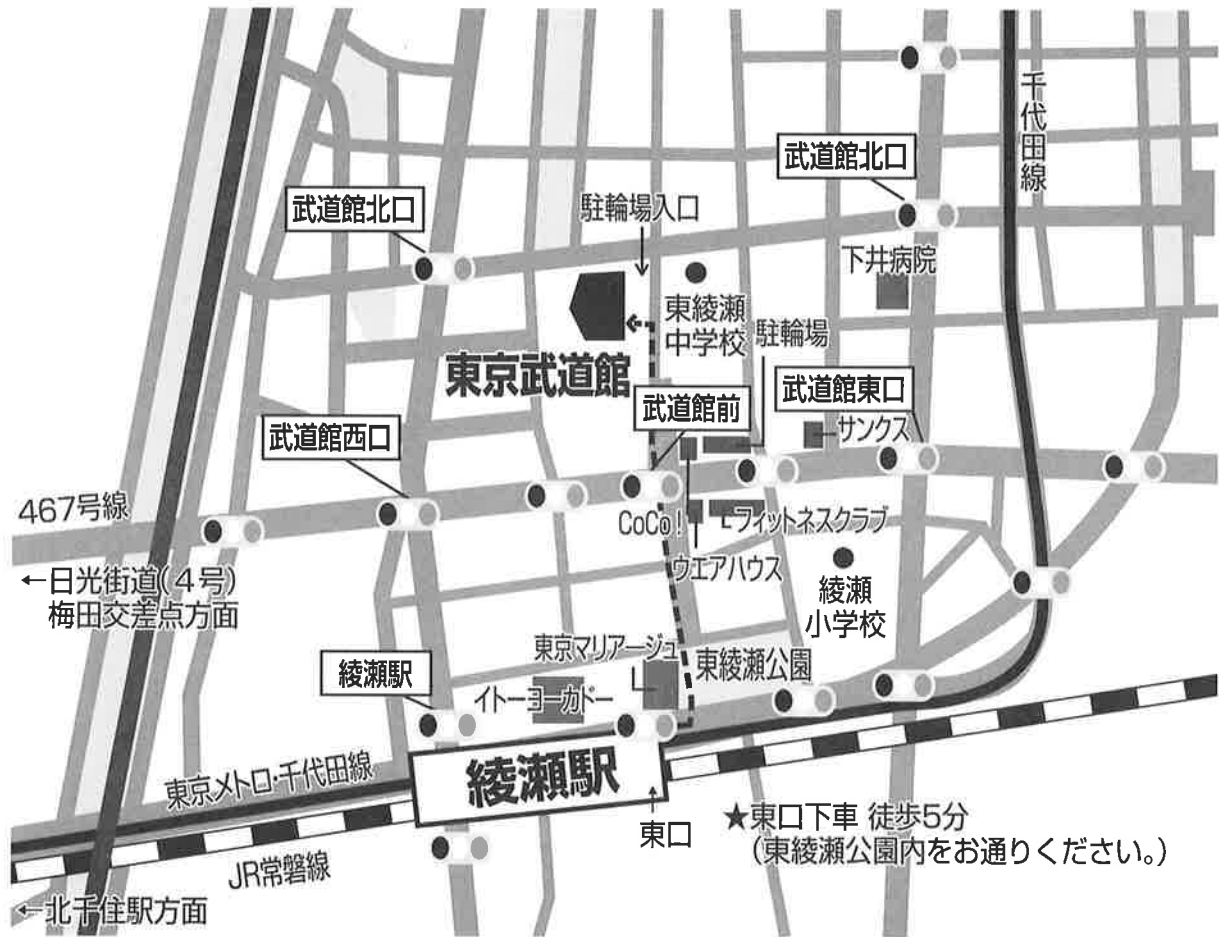 千代田線
武道館北口
武道館北口
駐輪場入口
下井病院
東綾瀬
中学校
駐輪場
東京武道館
武道館前
武道館東口
サンクス
武道館西口
467号線
CoCo!
フィットネスクラブ
ウエアハウス
←日光街道(4号)
梅田交差点方面
綾瀬
小学校
東京マリアージュ
東綾瀬公園
綾瀬駅
イトーヨーカドー
綾瀬駅
東京メトロ・千代田線
東口
★東口下車 徒歩5分
(東綾瀬公園内をお通りください。)
JR常磐線
←北千住駅方面